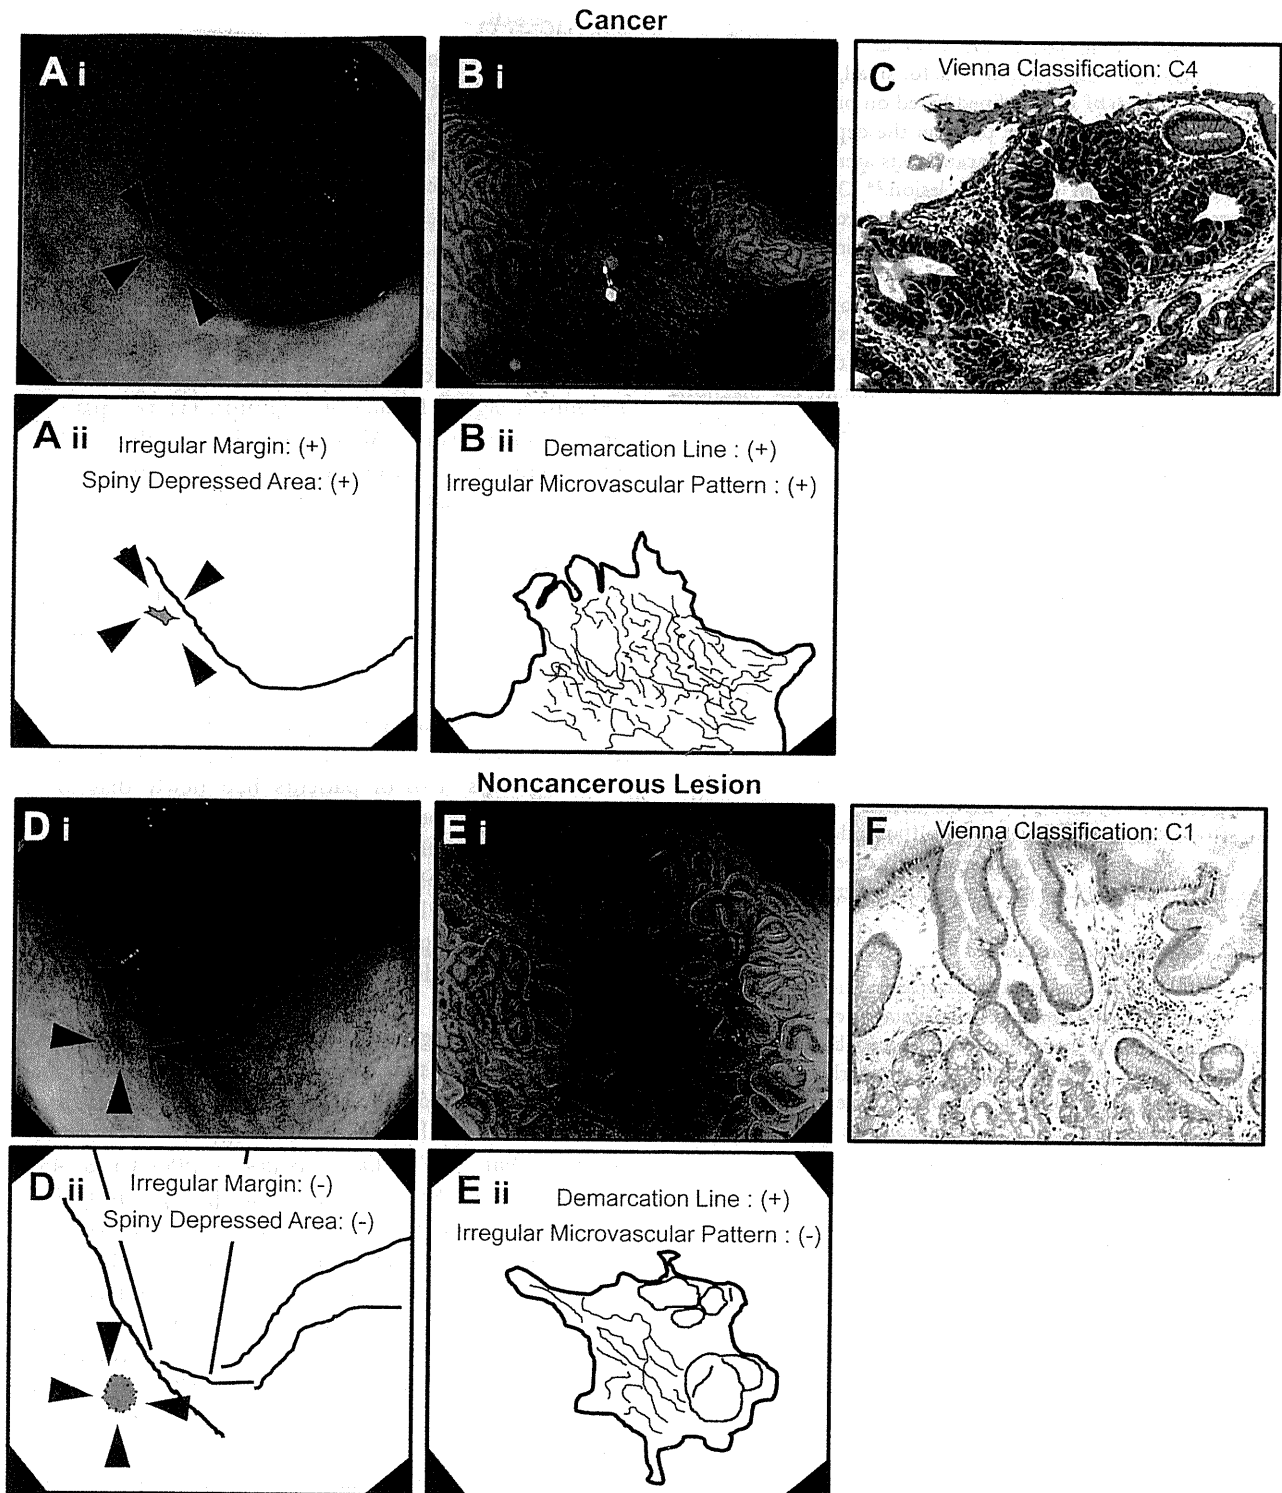 Cancer
A i
B i
C
Vienna Classification: C4
A ii
Irregular Margin: (+)
Spiny Depressed Area: (+)
B ii
Demarcation Line : (+)
Irregular Microvascular Pattern : (+)
Noncancerous Lesion
D i
E i
F
Vienna Classification: C1
D ii
Irregular Margin: (-)
Spiny Depressed Area: (-)
E ii
Demarcation Line : (+)
Irregular Microvascular Pattern : (-)